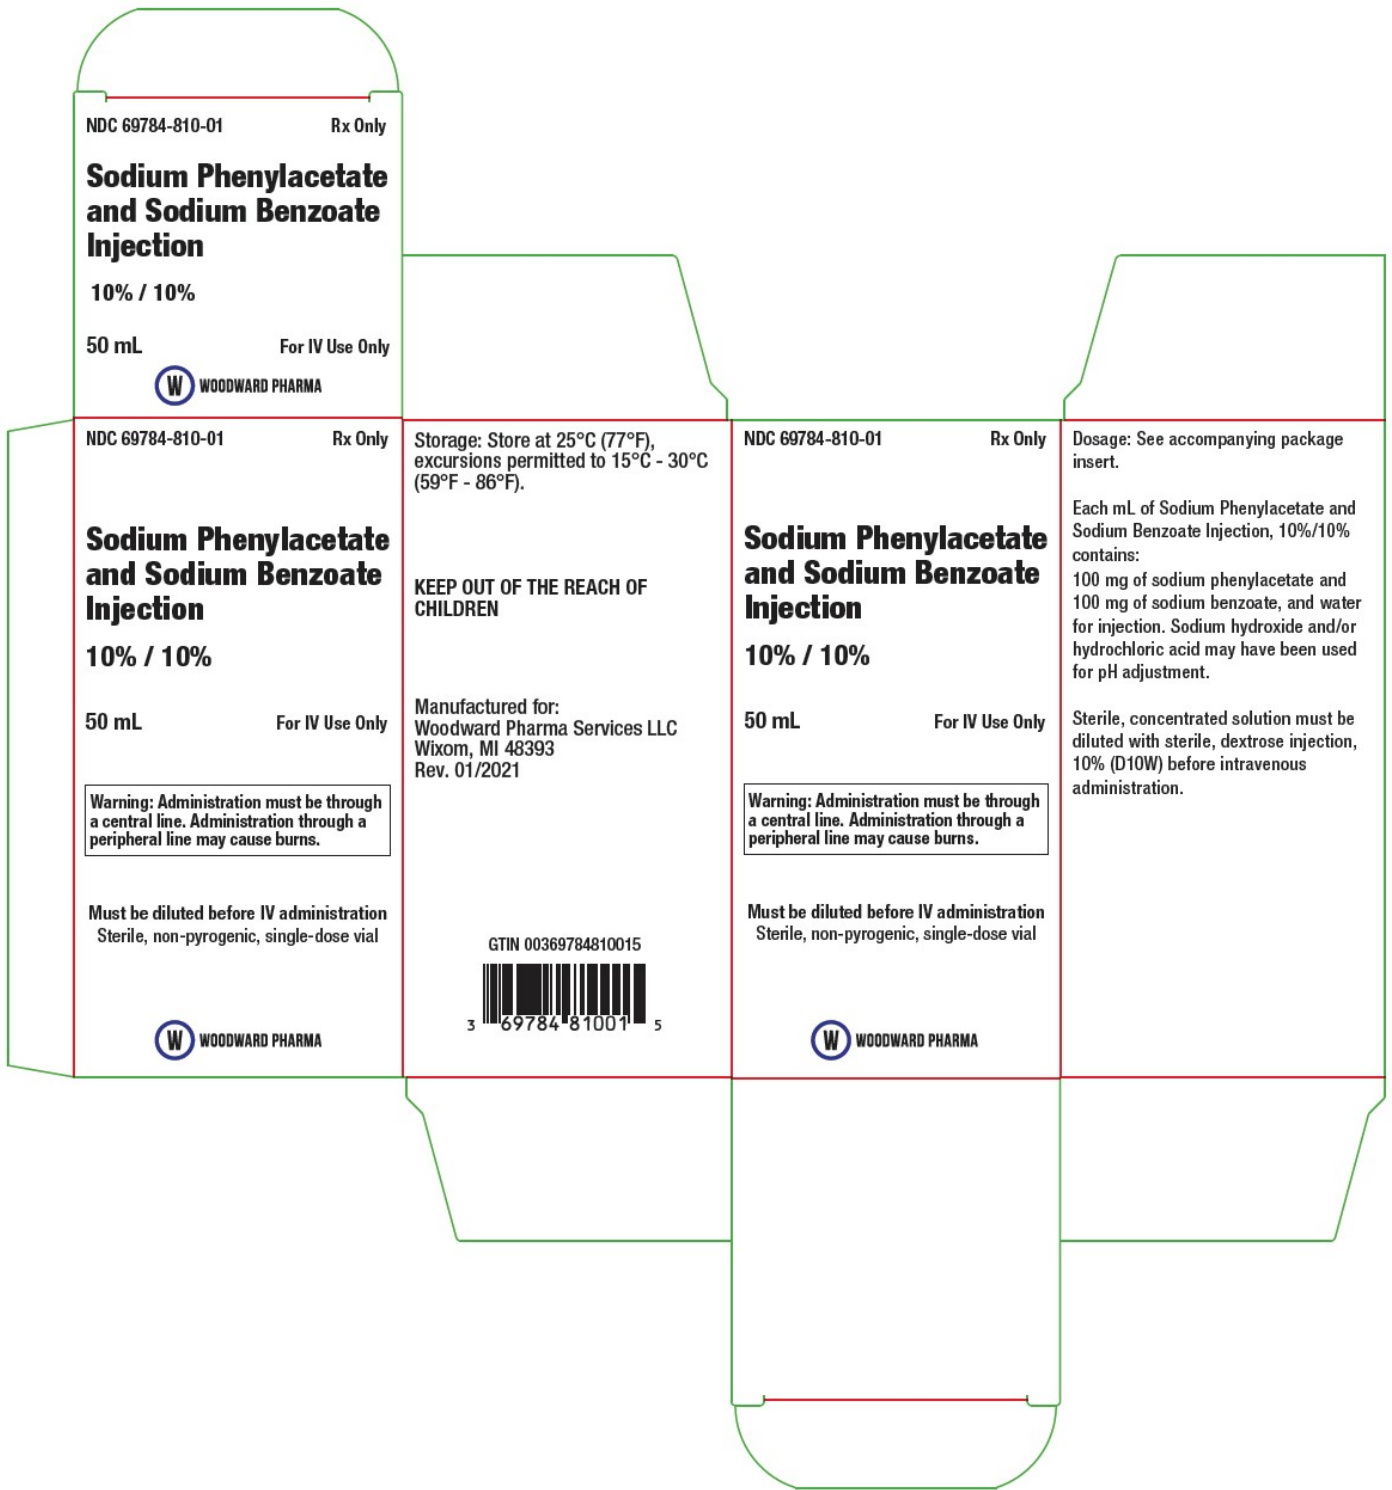 NDC 69784-810-01 Rx Only
Sodium Phenylacetate
and Sodium Benzoate
Injection
10% / 10%
50 mL For IV Use Only
W WOODWARD PHARMA
NDC 69784-810-01 Rx Only
Sodium Phenylacetate
and Sodium Benzoate
Injection
10% / 10%
50 mL For IV Use Only
Warning: Administration must be through
a central line. Administration through a
peripheral line may cause burns.
Must be diluted before IV administration
Sterile, non-pyrogenic, single-dose vial
W WOODWARD PHARMA
Storage: Store at 25°C (77°F),
excursions permitted to 15°C - 30°C
(59°F - 86°F).
KEEP OUT OF THE REACH OF
CHILDREN
Manufactured for:
Woodward Pharma Services LLC
Wixom, MI 48393
Rev. 01/2021
GTIN 00369784810015
3 69784 81001 5
NDC 69784-810-01 Rx Only
Sodium Phenylacetate
and Sodium Benzoate
Injection
10% / 10%
50 mL For IV Use Only
Warning: Administration must be through
a central line. Administration through a
peripheral line may cause burns.
Must be diluted before IV administration
Sterile, non-pyrogenic, single-dose vial
W WOODWARD PHARMA
Dosage: See accompanying package
insert.
Each mL of Sodium Phenylacetate and
Sodium Benzoate Injection, 10%/10%
contains:
100 mg of sodium phenylacetate and
100 mg of sodium benzoate, and water
for injection. Sodium hydroxide and/or
hydrochloric acid may have been used
for pH adjustment.
Sterile, concentrated solution must be
diluted with sterile, dextrose injection,
10% (D10W) before intravenous
administration.